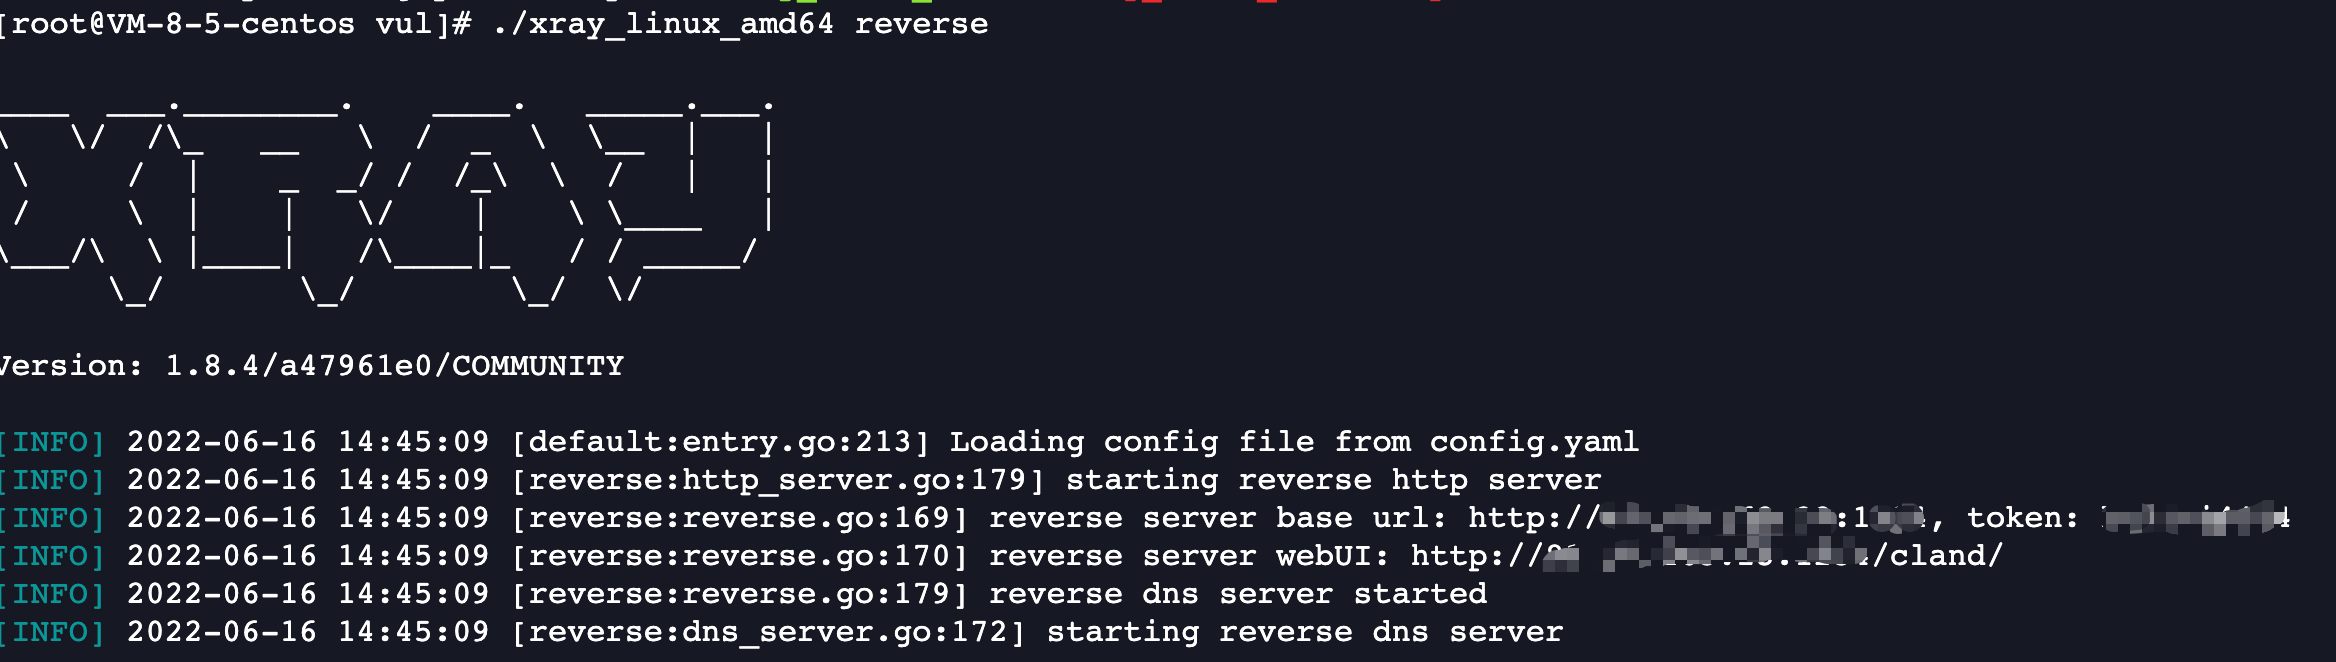 [root@VM-8-5-centos vul]# ./xray_linux_amd64 reverse
Version: 1.8.4/a47961e0/COMMUNITY
[INFO] 2022-06-16 14:45:09 [default:entry.go:213] Loading config file from config.yaml
[INFO] 2022-06-16 14:45:09 [reverse:http_server.go:179] starting reverse http server
[INFO] 2022-06-16 14:45:09 [reverse:reverse.go:169] reverse server base url: http:// token:
[INFO] 2022-06-16 14:45:09 [reverse:reverse.go:170] reverse server webUI: http:// /cland/
[INFO] 2022-06-16 14:45:09 [reverse:reverse.go:179] reverse dns server started
[INFO] 2022-06-16 14:45:09 [reverse:dns_server.go:172] starting reverse dns server